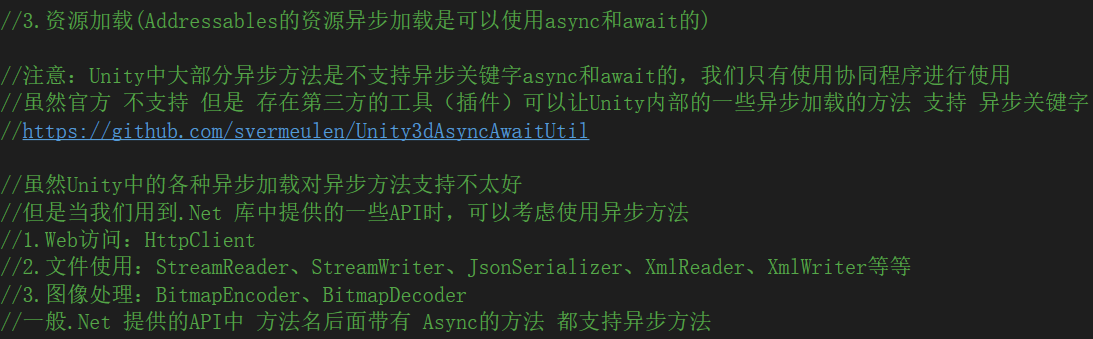 //3.资源加载(Addressables的资源异步加载是可以使用async和await的)
//注意：Unity中大部分异步方法是不支持异步关键字async和await的，我们只有使用协同程序进行使用
//虽然官方 不支持 但是 存在第三方的工具（插件）可以让Unity内部的一些异步加载的方法 支持 异步关键字
//https://github.com/svermeulen/Unity3dAsyncAwaitUtil
//虽然Unity中的各种异步加载对异步方法支持不太好
//但是当我们用到.Net 库中提供的一些API时，可以考虑使用异步方法
//1.Web访问：HttpClient
//2.文件使用：StreamReader、StreamWriter、JsonSerializer、XmlReader、XmlWriter等等
//3.图像处理：BitmapEncoder、BitmapDecoder
//一般.Net 提供的API中 方法名后面带有 Async的方法 都支持异步方法